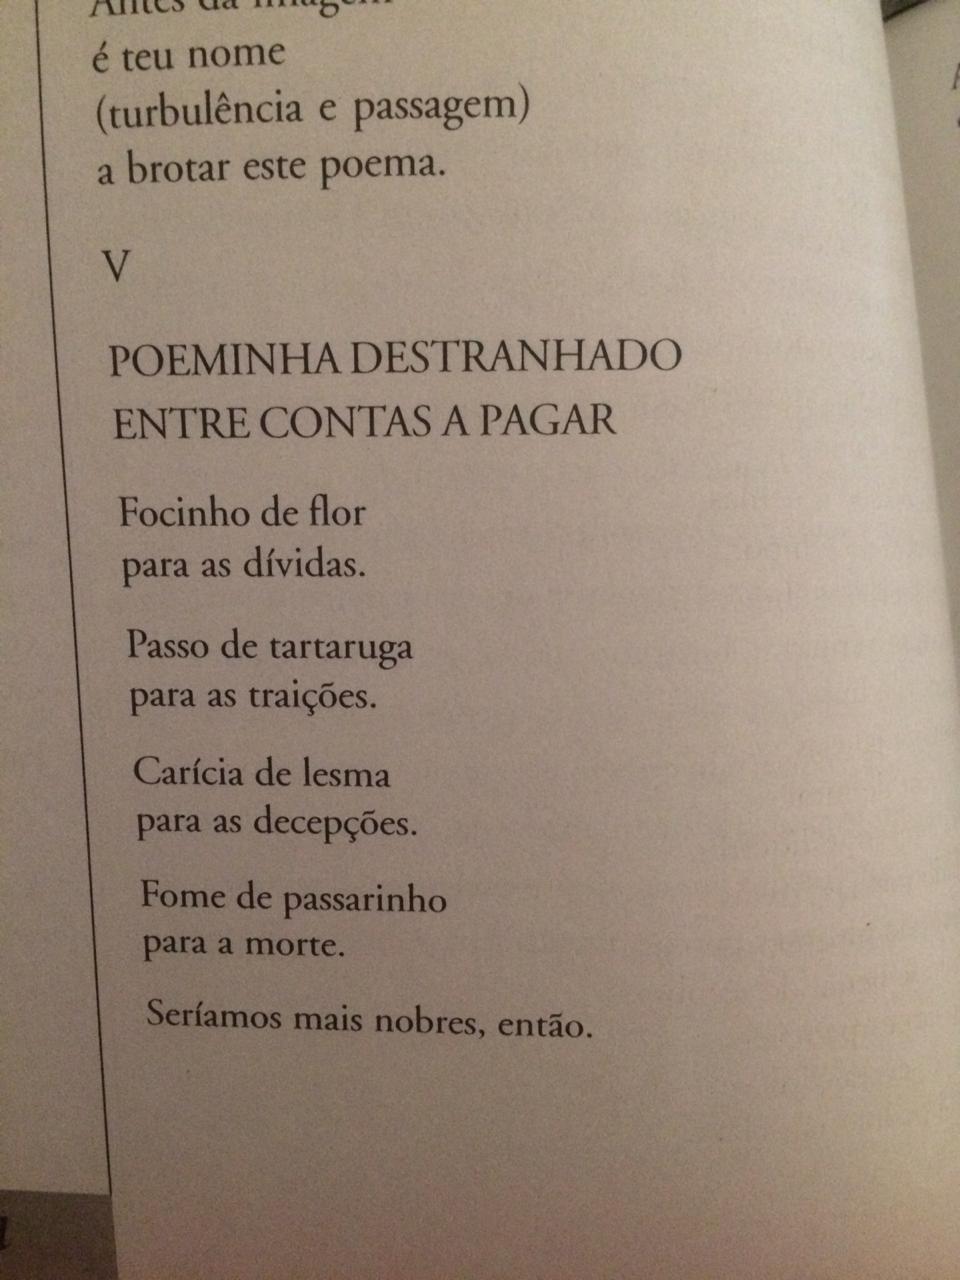 Antes da imagem
é teu nome
(turbulência e passagem)
a brotar este poema.
V
POEMINHA DESTRANHADO
ENTRE CONTAS A PAGAR
Focinho de flor
para as dívidas.
Passo de tartaruga
para as traições.
Carícia de lesma
para as decepções.
Fome de passarinho
para a morte.
Seríamos mais nobres, então.